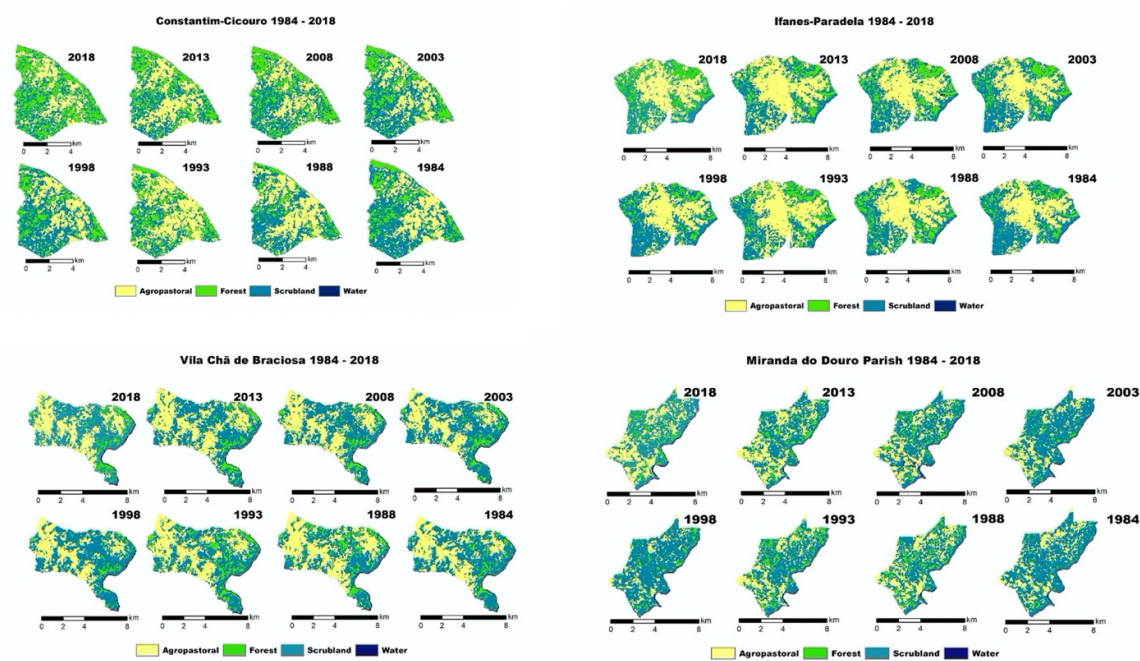 Constantim-Cicouro 1984 - 2018
2018 2013 2008 2003
km km km km
0 2 4 0 2 4 0 2 4 0 2 4
1998 1993 1988 1984
km km km km
0 2 4 0 2 4 0 2 4 0 2 4
Agropastoral Forest Scrubland Water
Ifanes-Paradela 1984 - 2018
2018 2013 2008 2003
km km km km
0 2 4 8 0 2 4 8 0 2 4 8 0 2 4 8
1998 1993 1988 1984
km km km km
0 2 4 8 0 2 4 8 0 2 4 8 0 2 4 8
Agropastoral Forest Scrubland Water
Vila Chã de Braciosa 1984 - 2018
2018 2013 2008 2003
km km km km
0 2 4 8 0 2 4 8 0 2 4 8 0 2 4 8
1998 1993 1988 1984
km km km km
0 2 4 8 0 2 4 8 0 2 4 8 0 2 4 8
Agropastoral Forest Scrubland Water
Miranda do Douro Parish 1984 - 2018
2018 2013 2008 2003
km km km km
0 2 4 8 0 2 4 8 0 2 4 8 0 2 4 8
1998 1993 1988 1984
km km km km
0 2 4 8 0 2 4 8 0 2 4 8 0 2 4 8
Agropastoral Forest Scrubland Water